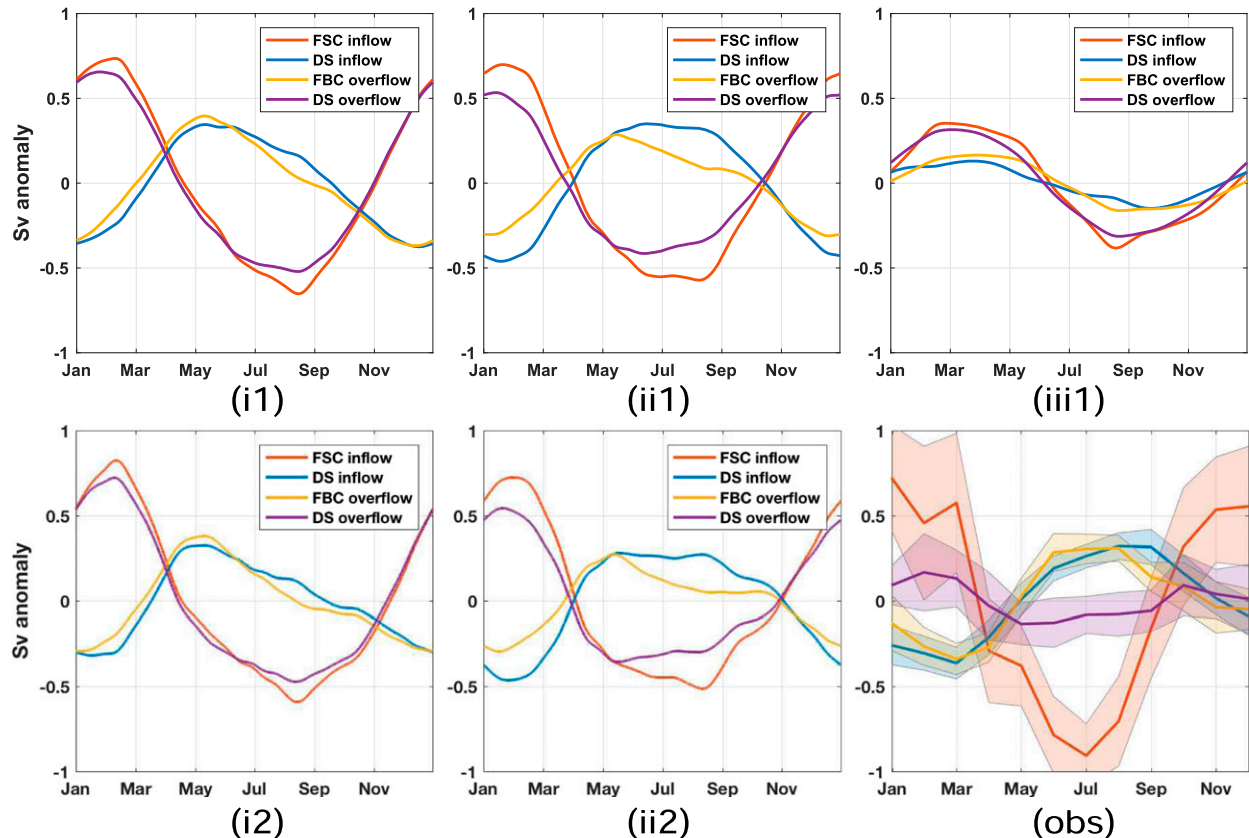 1
0.5
0
-0.5
-1
Sv anomaly
FSC inflow
DS inflow
FBC overflow
DS overflow
Jan Mar May Jul Sep Nov
(i1)
1
0.5
0
-0.5
-1
FSC inflow
DS inflow
FBC overflow
DS overflow
Jan Mar May Jul Sep Nov
(ii1)
1
0.5
0
-0.5
-1
FSC inflow
DS inflow
FBC overflow
DS overflow
Jan Mar May Jul Sep Nov
(iii1)
1
0.5
0
-0.5
-1
Sv anomaly
FSC inflow
DS inflow
FBC overflow
DS overflow
Jan Mar May Jul Sep Nov
(i2)
1
0.5
0
-0.5
-1
FSC inflow
DS inflow
FBC overflow
DS overflow
Jan Mar May Jul Sep Nov
(ii2)
1
0.5
0
-0.5
-1
Jan Mar May Jul Sep Nov
(obs)